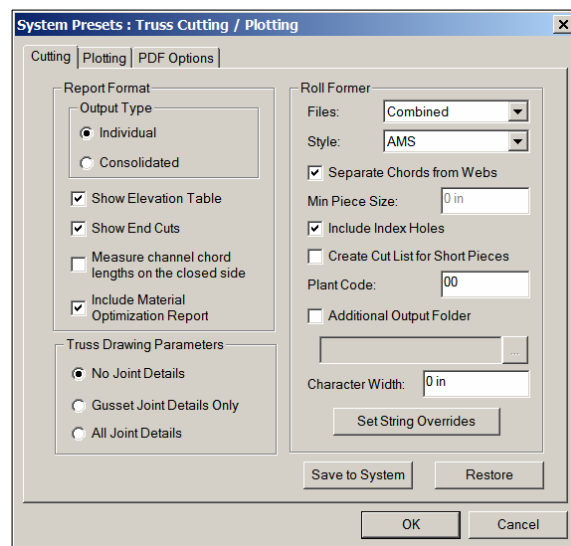 System Presets : Truss Cutting / Plotting
Cutting
Plotting
PDF Options
Report Format
Output Type
Individual
Consolidated
Show Elevation Table
Show End Cuts
Measure channel chord
lengths on the closed side
Include Material
Optimization Report
Truss Drawing Parameters
No Joint Details
Gusset Joint Details Only
All Joint Details
Roll Former
Files: Combined
Style: AMS
Separate Chords from Webs
Min Piece Size: 0 in
Include Index Holes
Create Cut List for Short Pieces
Plant Code: 00
Additional Output Folder
...
Character Width: 0 in
Set String Overrides
Save to System
Restore
OK
Cancel